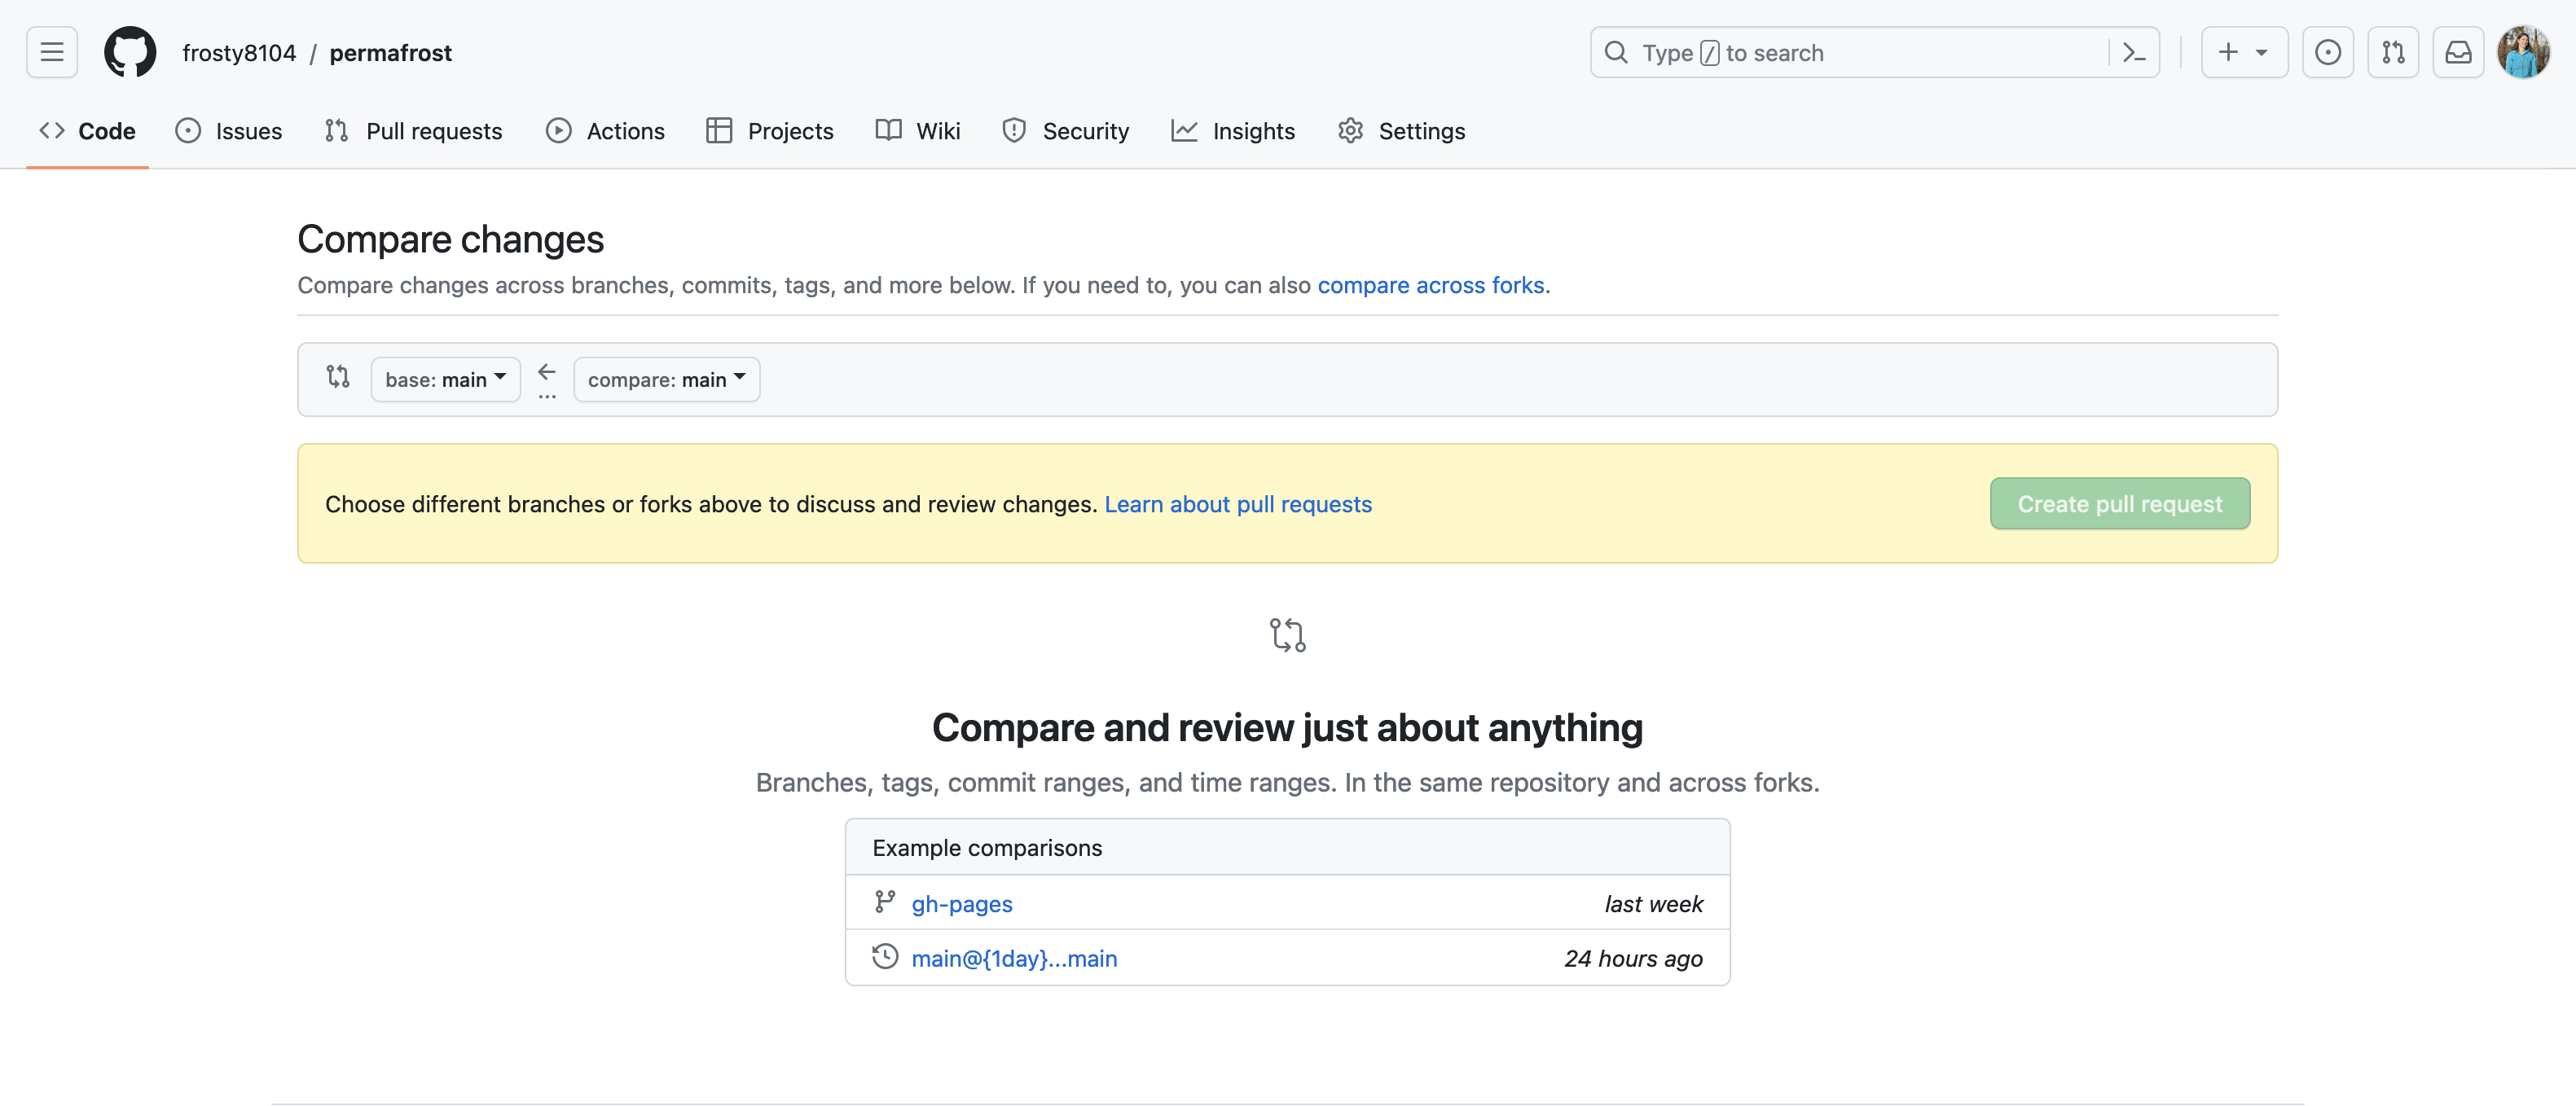 frosty8104 / permafrost
Type / to search
Code Issues Pull requests Actions Projects Wiki Security Insights Settings
Compare changes
Compare changes across branches, commits, tags, and more below. If you need to, you can also compare across forks.
base: main
...
compare: main
Choose different branches or forks above to discuss and review changes. Learn about pull requests
Create pull request
Compare and review just about anything
Branches, tags, commit ranges, and time ranges. In the same repository and across forks.
Example comparisons
gh-pages last week
main@{1day}...main 24 hours ago